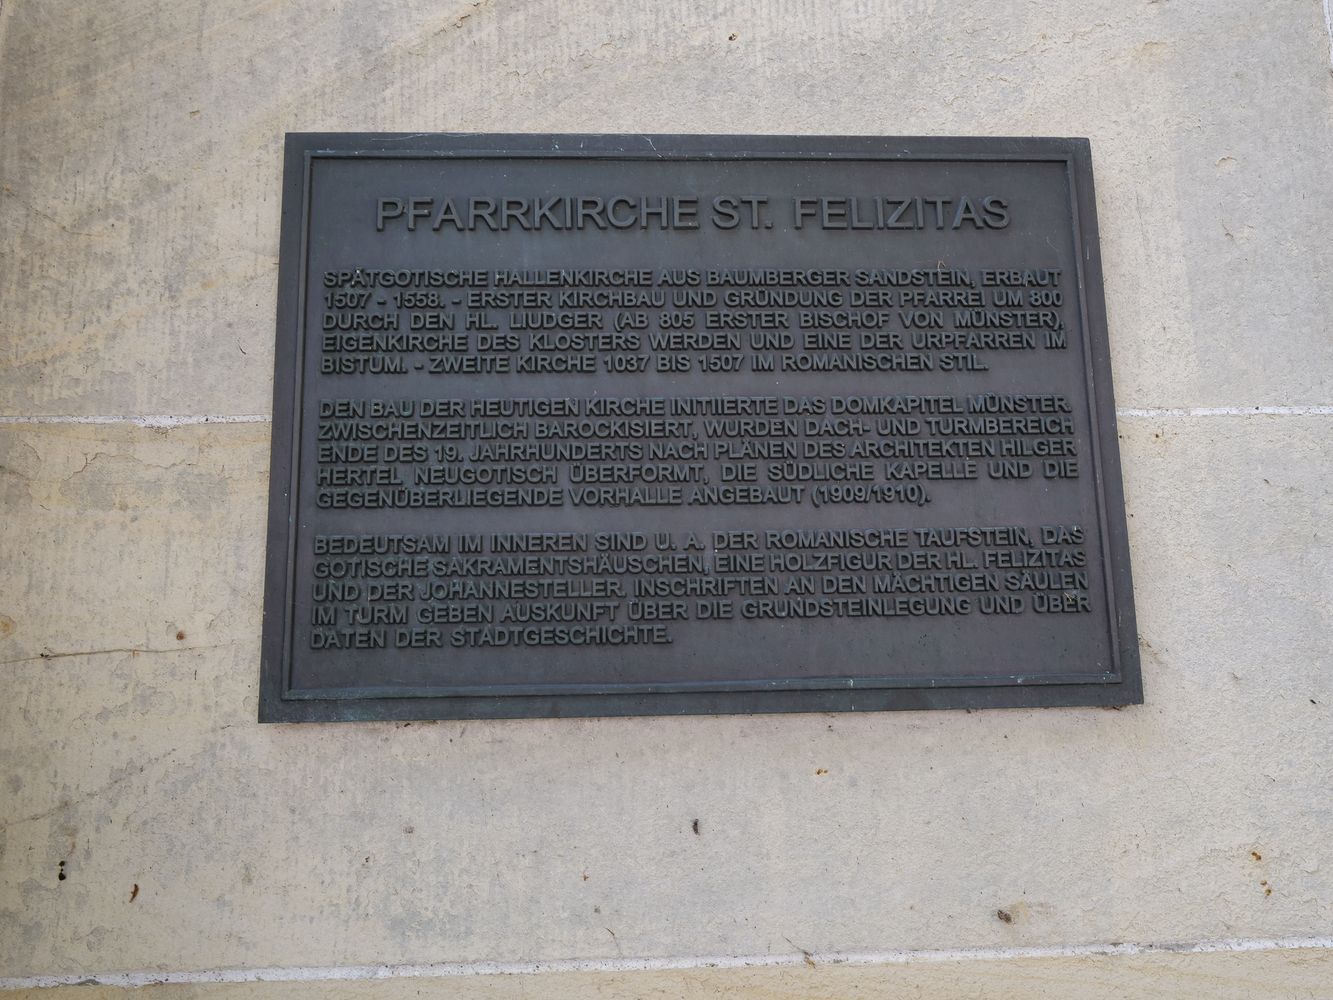 PFARRKIRCHE ST. FELIZITAS
SPÄTGOTISCHE HALLENKIRCHE AUS BAUMBERGER SANDSTEIN, ERBAUT
1507 - 1558. - ERSTER KIRCHBAU UND GRÜNDUNG DER PFARREI UM 800
DURCH DEN HL. LIUDGER (AB 805 ERSTER BISCHOF VON MÜNSTER),
EIGENKIRCHE DES KLOSTERS WERDEN UND EINE DER URPFARREN IM
BISTUM. - ZWEITE KIRCHE 1037 BIS 1507 IM ROMANISCHEN STIL.
DEN BAU DER HEUTIGEN KIRCHE INITIIERTE DAS DOMKAPITEL MÜNSTER.
ZWISCHENZEITLICH BAROCKISIERT, WURDEN DACH- UND TURMBEREICH
ENDE DES 19. JAHRHUNDERTS NACH PLÄNEN DES ARCHITEKTEN HILGER
HERTEL, NEUGOTISCH ÜBERFORMT, DIE SÜDLICHE KAPELLE UND DIE
GEGENÜBERLIEGENDE VORHALLE ANGEBAUT (1909/1910).
BEDEUTSAM IM INNEREN SIND U. A. DER ROMANISCHE TAUFSTEIN, DAS
GOTISCHE SAKRAMENTSHÄUSCHEN, EINE HOLZFIGUR DER HL. FELIZITAS
UND DER JOHANNESTELLER. INSCHRIFTEN AN DEN MÄCHTIGEN SÄULEN
IM TURM GEBEN AUSKUNFT ÜBER DIE GRUNDSTEINLEGUNG UND ÜBER
DATEN DER STADTGESCHICHTE.